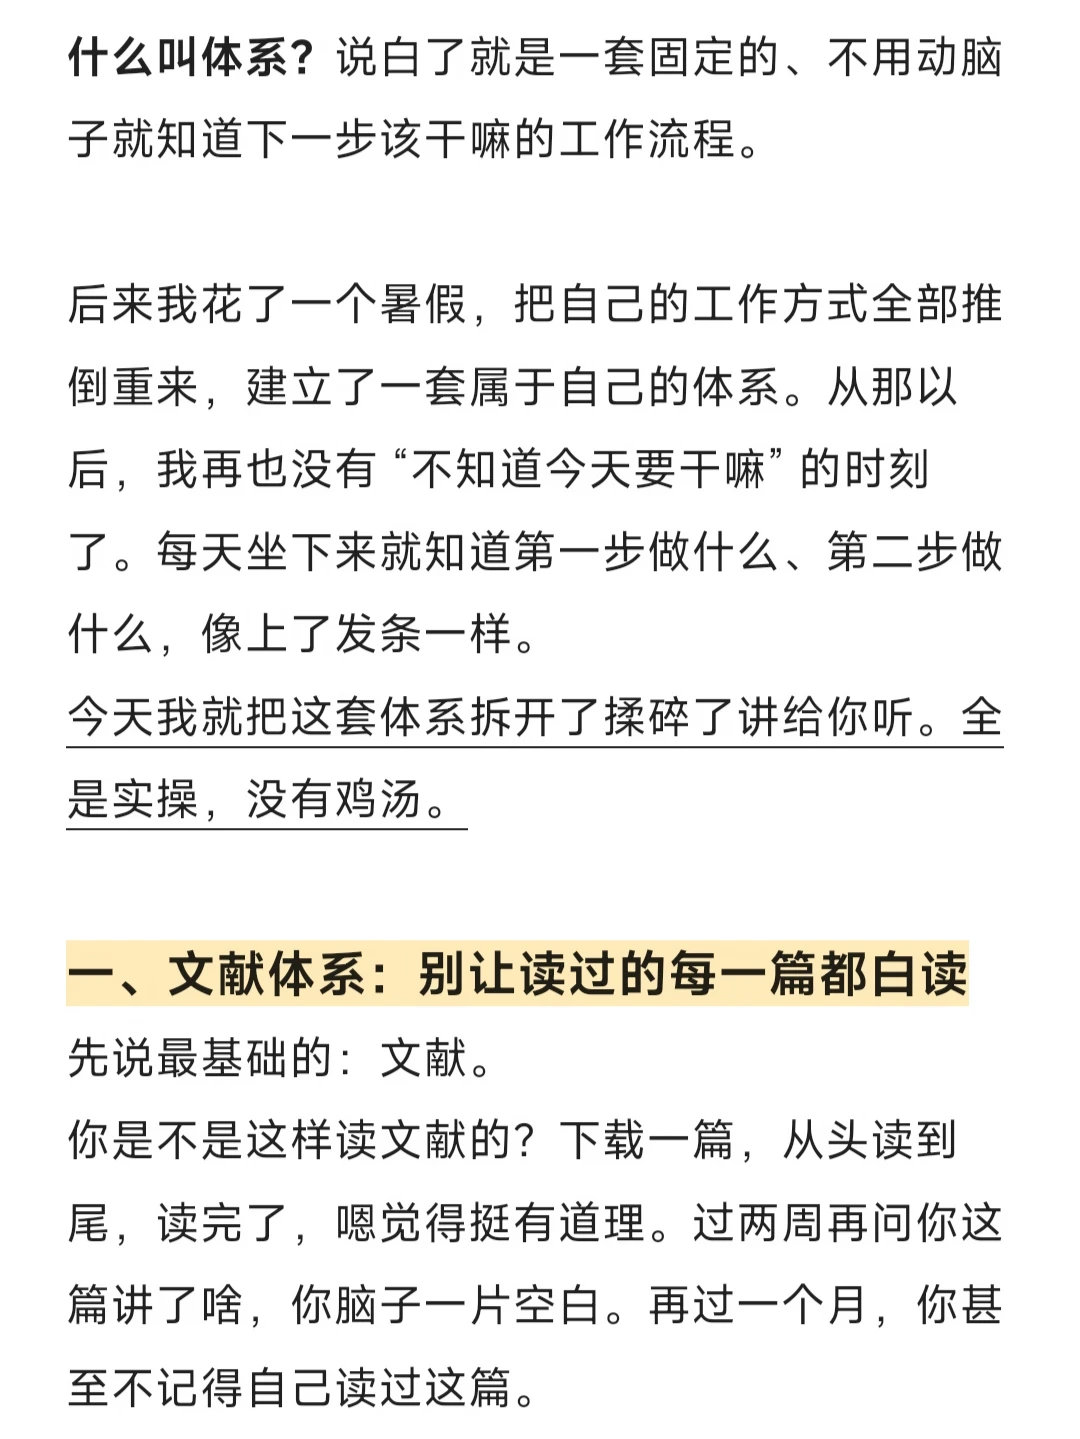 什么叫体系？说白了就是一套固定的、不用动脑
子就知道下一步该干嘛的工作流程。
后来我花了一个暑假，把自己的工作方式全部推
倒重来，建立了一套属于自己的体系。从那以
后，我再也没有“不知道今天要干嘛”的时刻
了。每天坐下来就知道第一步做什么、第二步做
什么，像上了发条一样。
今天我就把这套体系拆开了揉碎了讲给你听。全
是实操，没有鸡汤。
一、文献体系：别让读过的每一篇都白读
先说最基础的：文献。
你是不是这样读文献的？下载一篇，从头读到
尾，读完了，嗯觉得挺有道理。过两周再问你这
篇讲了啥，你脑子一片空白。再过一个月，你甚
至不记得自己读过这篇。